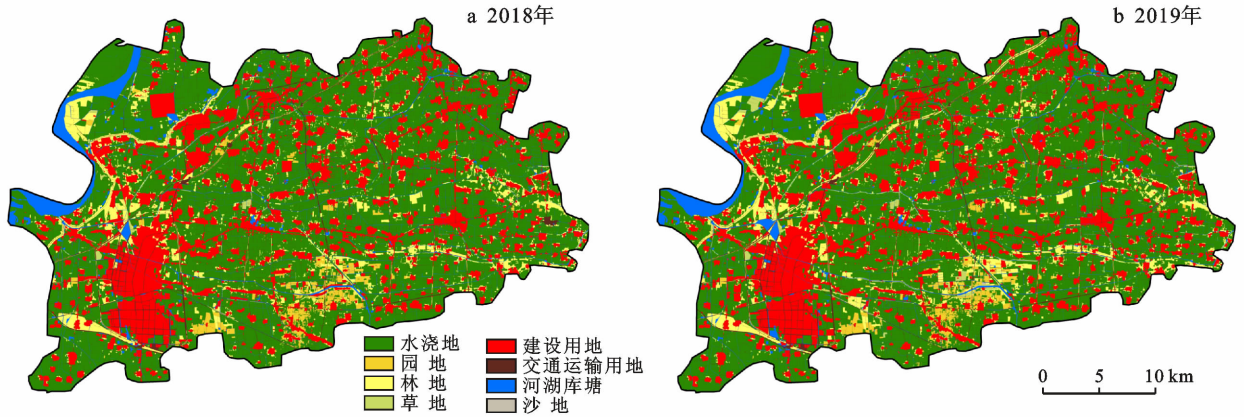 a 2018年
b 2019年
水浇地
园 地
林 地
草 地
建设用地
交通运输用地
河湖库塘
沙 地
0 5 10 km